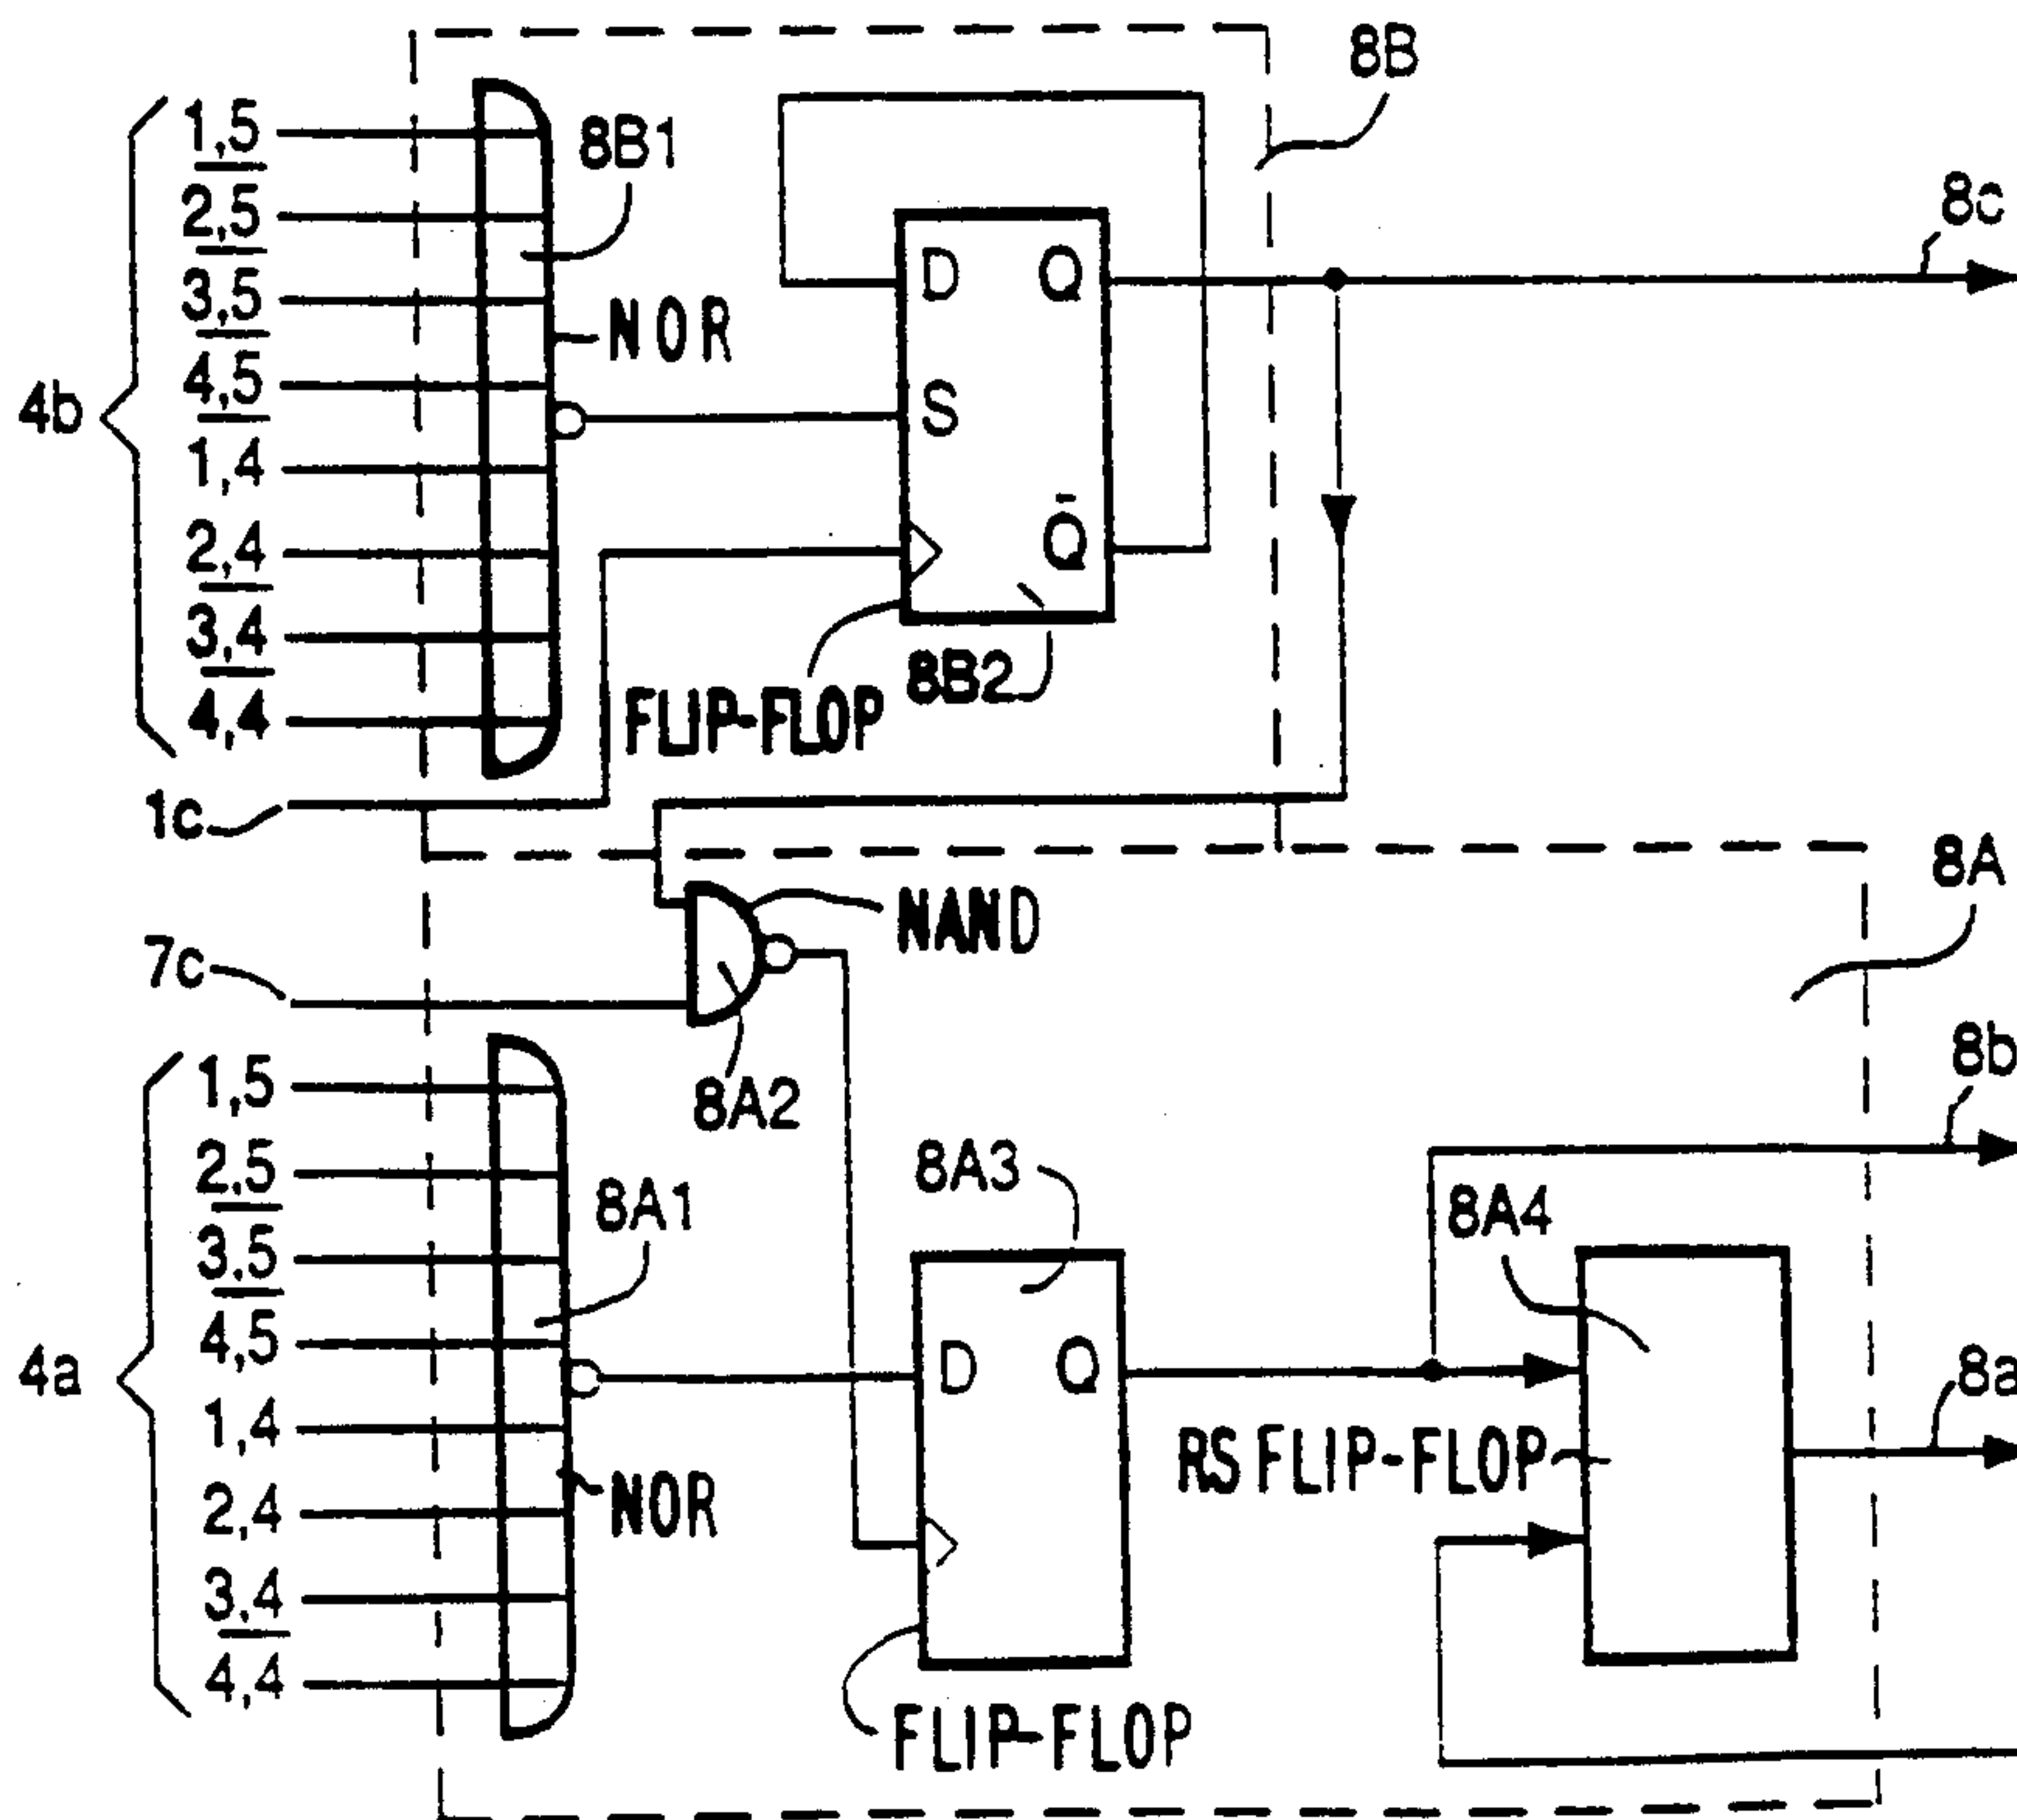 8B
1,5
8B1
2,5
8c
3,5
D Q
NOR
4,5
S
4b
1,4
2,4
Q̄
3,4
8B2
4,4
FLIP-FLOP
1c
8A
NAND
7c
8b
1,5
8A2
2,5
8A3
8A1
8A4
3,5
4,5
D Q
8a
4a
1,4
RS FLIP-FLOP
2,4
NOR
3,4
4,4
FLIP-FLOP